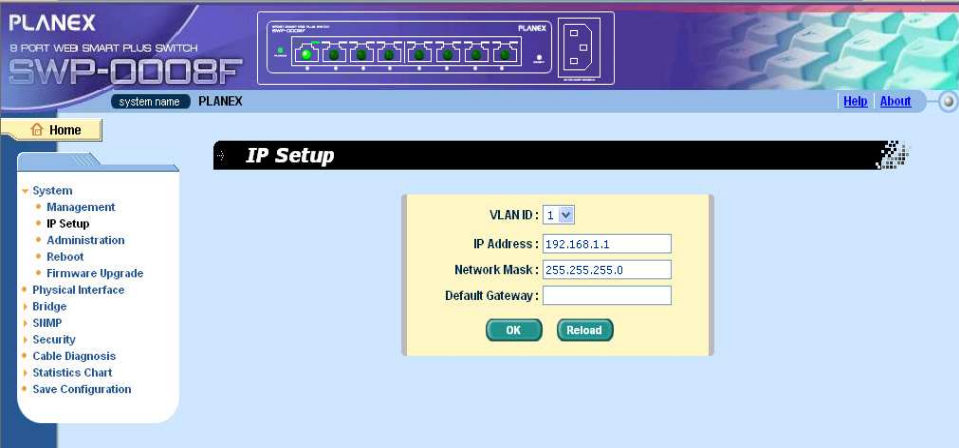 PLANEX
8 PORT WEB SMART PLUS SWITCH
SWP-0008F
PLANEX
system name PLANEX
Help About
Home
IP Setup
System
Management
IP Setup
Administration
Reboot
Firmware Upgrade
Physical Interface
Bridge
SNMP
Security
Cable Diagnosis
Statistics Chart
Save Configuration
VLAN ID : 1
IP Address : 192.168.1.1
Network Mask : 255.255.255.0
Default Gateway :
OK Reload